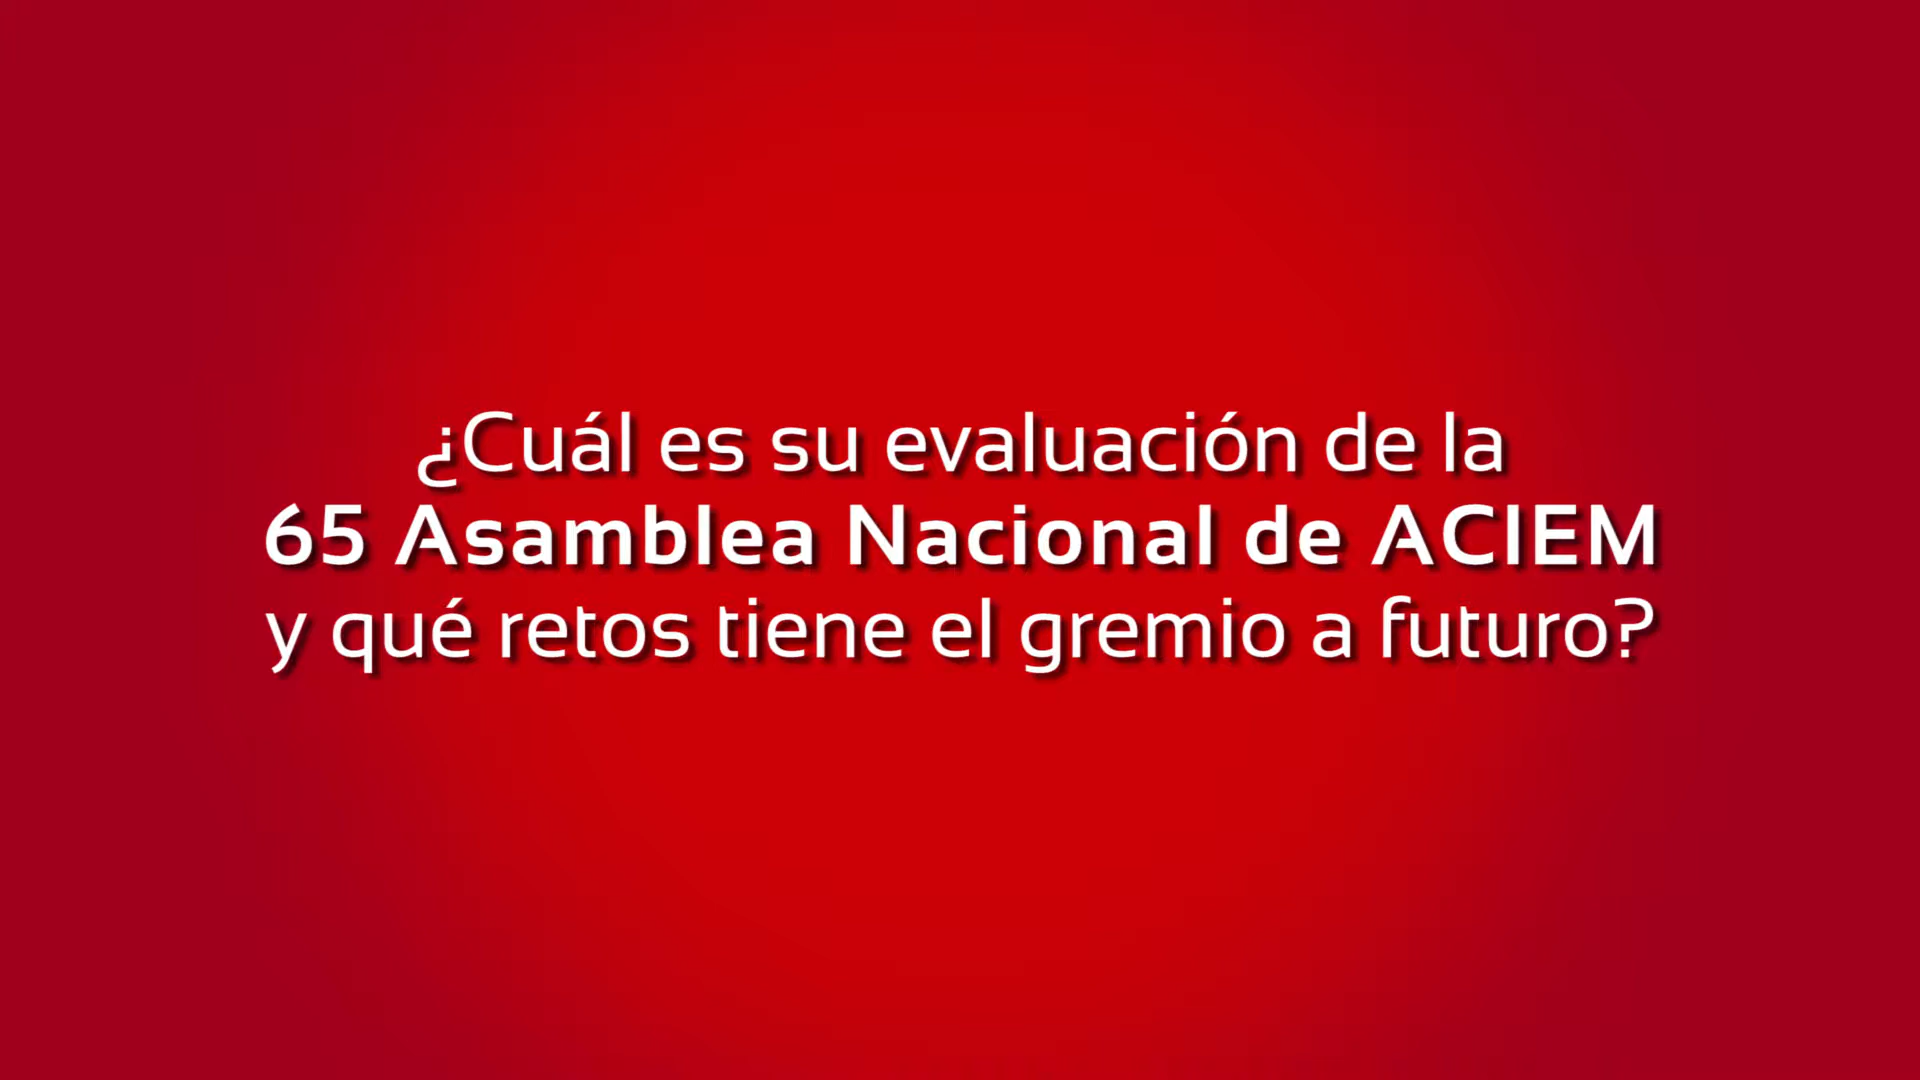 ¿Cuál es su evaluación de la
65 Asamblea Nacional de ACIEM
y qué retos tiene el gremio a futuro?